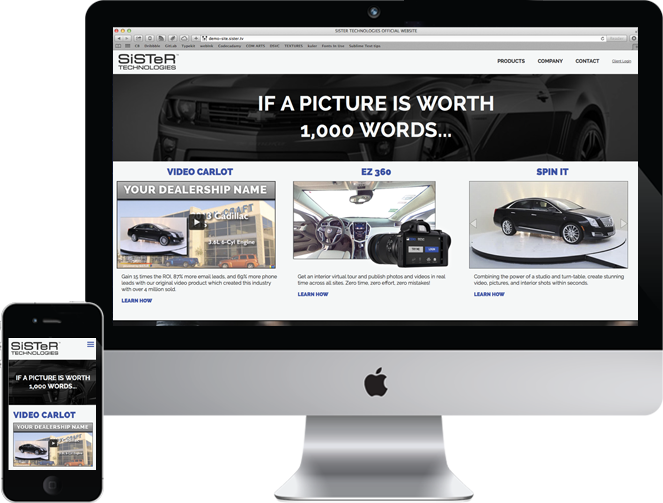 SISTER TECHNOLOGIES OFFICIAL WEBSITE
demo-site.sister.tv
Reader
SiSTeR
TECHNOLOGIES
PRODUCTS COMPANY CONTACT Client Login
IF A PICTURE IS WORTH
1,000 WORDS...
VIDEO CARLOT
YOUR DEALERSHIP NAME
Cadillac
3.6L 6-Cyl Engine
Gain 15 times the ROI, 87% more email leads, and 69% more phone
leads with our original video product which created this industry
with over 4 million sold.
LEARN HOW
EZ 360
Get an interior virtual tour and publish photos and videos in real
time across all sites. Zero time, zero effort, zero mistakes!
LEARN HOW
SPIN IT
Combining the power of a studio and turn-table, create stunning
video, pictures, and interior shots within seconds.
LEARN HOW
SiSTeR
TECHNOLOGIES
IF A PICTURE IS WORTH
1,000 WORDS...
VIDEO CARLOT
YOUR DEALERSHIP NAME